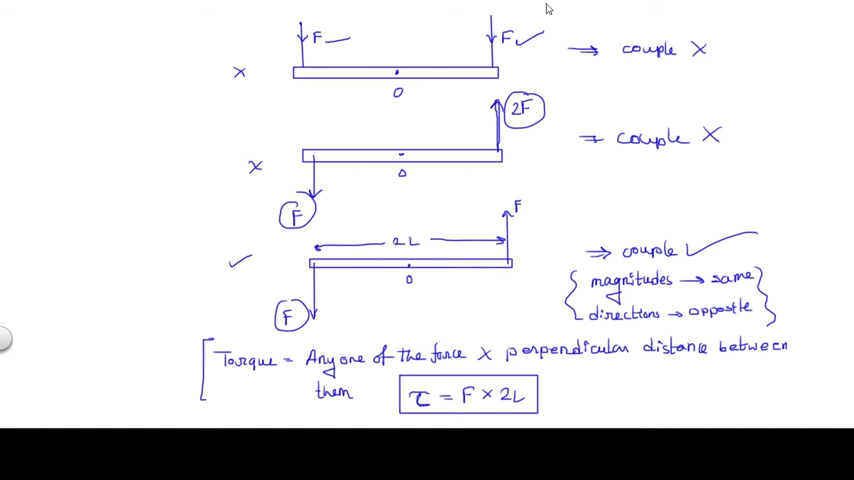 F F → couple X
X
O
2F
→ couple X
X
O
F
F
2L
→ couple ✓
✓
O
magnitudes → same
F
directions → opposite
Torque = Any one of the force × perpendicular distance between
them τ = F × 2L